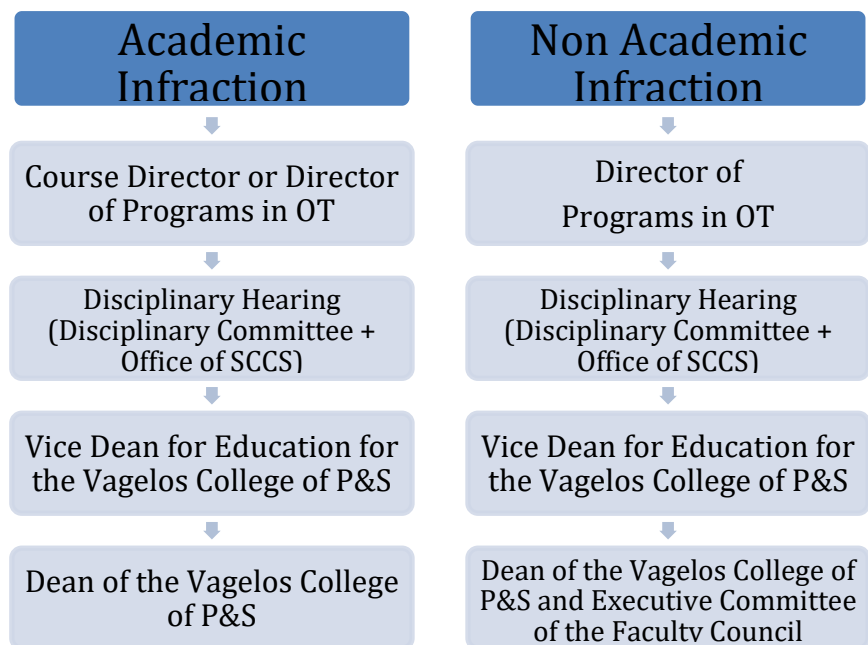 Academic
Infraction
Course Director or Director
of Programs in OT
Disciplinary Hearing
(Disciplinary Committee +
Office of SCCS)
Vice Dean for Education for
the Vagelos College of P&S
Dean of the Vagelos College
of P&S
Non Academic
Infraction
Director of
Programs in OT
Disciplinary Hearing
(Disciplinary Committee +
Office of SCCS)
Vice Dean for Education for
the Vagelos College of P&S
Dean of the Vagelos College of
P&S and Executive Committee
of the Faculty Council